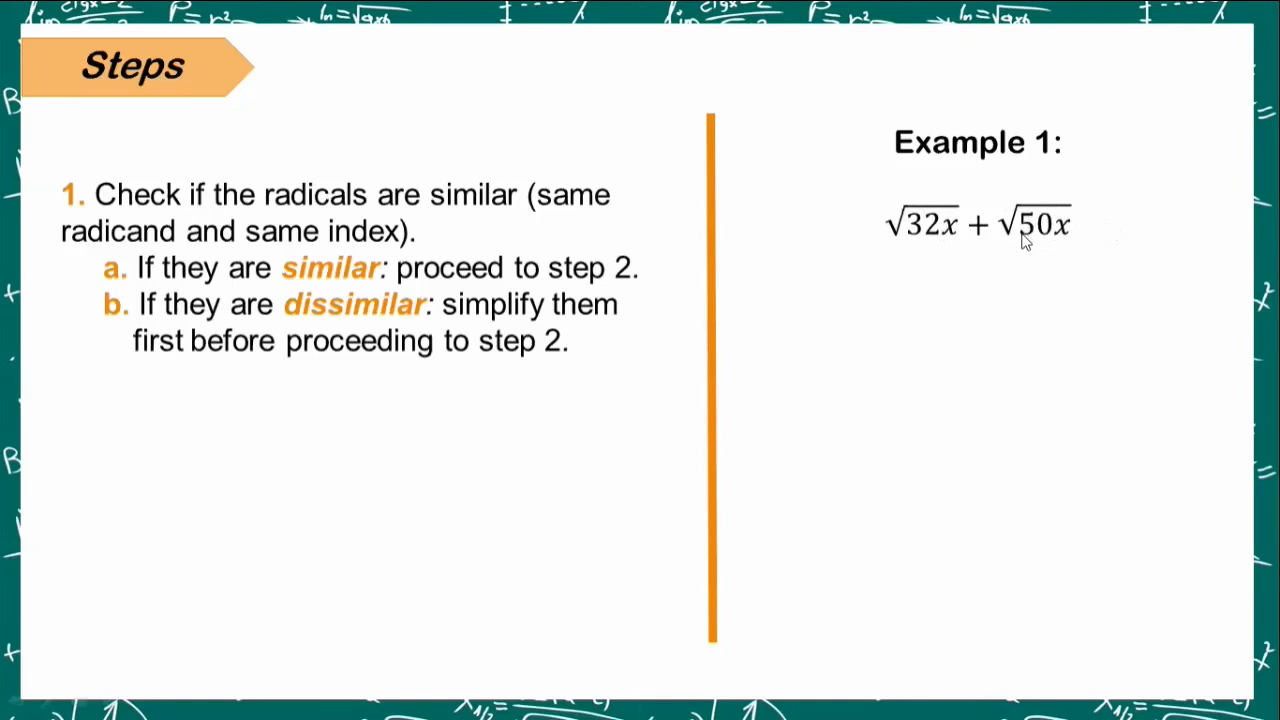 Steps
1. Check if the radicals are similar (same
radicand and same index).
a. If they are similar: proceed to step 2.
b. If they are dissimilar: simplify them
first before proceeding to step 2.
Example 1:
√32x + √50x